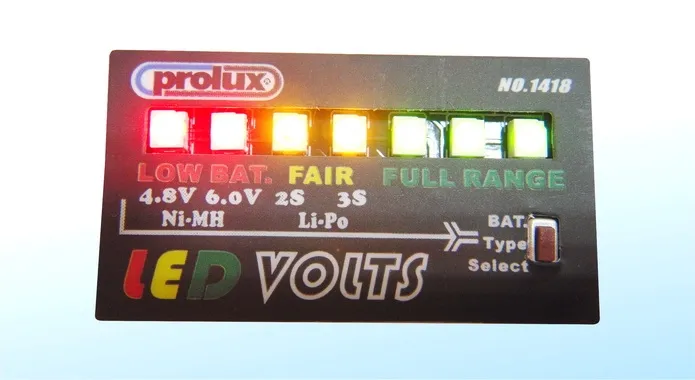 prolux®
NO.1418
LOW BAT. FAIR FULL RANGE
4.8V 6.0V 2S 3S
Ni-MH Li-Po
BAT.
Type
Select
LED VOLTS